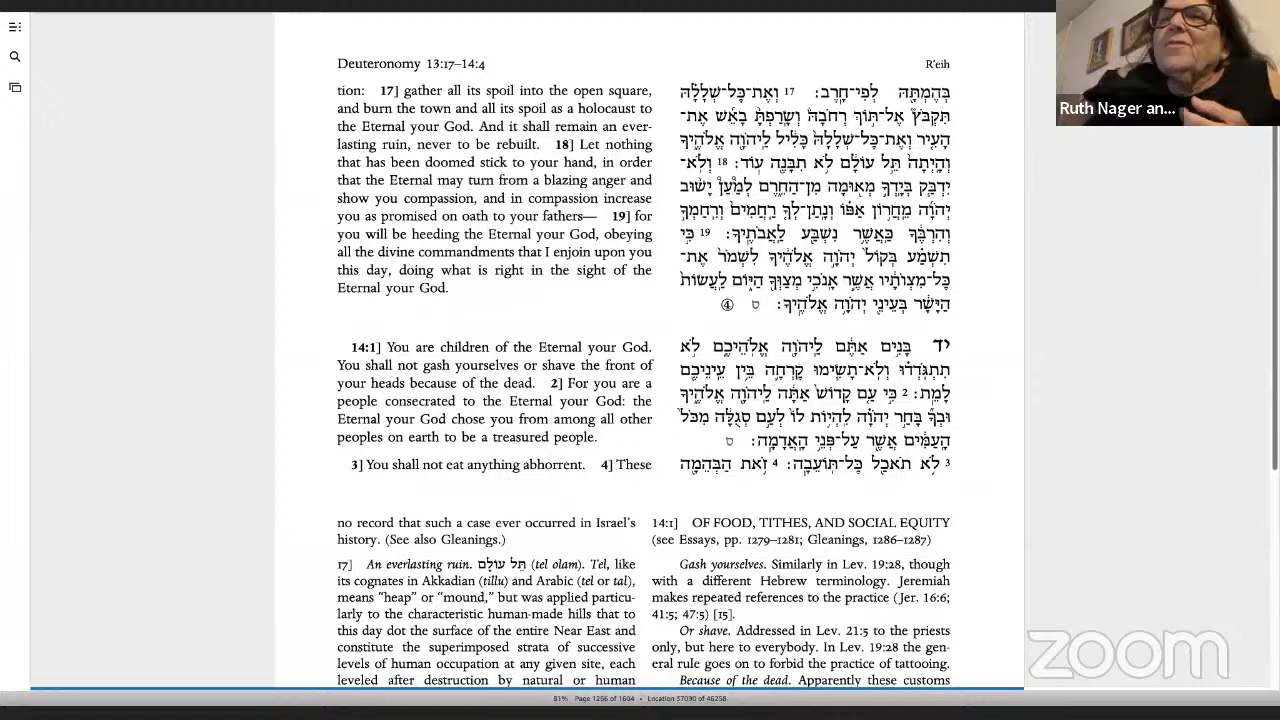 Deuteronomy 13:17–14:4
R'eih
tion: 17] gather all its spoil into the open square,
and burn the town and all its spoil as a holocaust to
the Eternal your God. And it shall remain an ever-
lasting ruin, never to be rebuilt. 18] Let nothing
that has been doomed stick to your hand, in order
that the Eternal may turn from a blazing anger and
show you compassion, and in compassion increase
you as promised on oath to your fathers— 19] for
you will be heeding the Eternal your God, obeying
all the divine commandments that I enjoin upon you
this day, doing what is right in the sight of the
Eternal your God.
14:1] You are children of the Eternal your God.
You shall not gash yourselves or shave the front of
your heads because of the dead. 2] For you are a
people consecrated to the Eternal your God: the
Eternal your God chose you from among all other
peoples on earth to be a treasured people.
3] You shall not eat anything abhorrent. 4] These
בְּהֶמְתָּ֖הּ לְפִי־חָֽרֶב׃ 17 וְאֶת־כׇּל־שְׁלָלָ֗הּ
תִּקְבֹּץ֮ אֶל־תּ֣וֹךְ רְחֹבָהּ֒ וְשָׂרַפְתָּ֨ בָאֵ֜שׁ אֶת־
הָעִ֤יר וְאֶת־כׇּל־שְׁלָלָהּ֙ כָּלִ֔יל לַיהֹוָ֖ה אֱלֹהֶ֑יךָ
וְהָיְתָה֙ תֵּ֣ל עוֹלָ֔ם לֹ֥א תִבָּנֶ֖ה עֽוֹד׃ 18 וְלֹֽא־
יִדְבַּ֧ק בְּיָדְךָ֛ מְא֖וּמָה מִן־הַחֵ֑רֶם לְמַ֩עַן֩ יָשׁ֨וּב
יְהֹוָ֜ה מֵחֲר֣וֹן אַפּ֗וֹ וְנָֽתַן־לְךָ֤ רַחֲמִים֙ וְרִֽחַמְךָ֣
וְהִרְבֶּ֔ךָ כַּאֲשֶׁ֥ר נִשְׁבַּ֖ע לַאֲבֹתֶֽיךָ׃ 19 כִּ֣י
תִשְׁמַ֗ע בְּקוֹל֙ יְהֹוָ֣ה אֱלֹהֶ֔יךָ לִשְׁמֹר֙ אֶת־
כׇּל־מִצְוֺתָ֔יו אֲשֶׁ֛ר אָנֹכִ֥י מְצַוְּךָ֖ הַיּ֑וֹם לַעֲשׂוֹת֙
הַיָּשָׁ֔ר בְּעֵינֵ֖י יְהֹוָ֥ה אֱלֹהֶֽיךָ׃ ס ④
יד בָּנִ֣ים אַתֶּ֔ם לַיהֹוָ֖ה אֱלֹהֵיכֶ֑ם לֹ֣א
תִתְגֹּֽדְד֗וּ וְלֹֽא־תָשִׂ֧ימוּ קׇרְחָ֛ה בֵּ֥ין עֵינֵיכֶ֖ם
לָמֵֽת׃ 2 כִּ֣י עַ֤ם קָדוֹשׁ֙ אַתָּ֔ה לַיהֹוָ֖ה אֱלֹהֶ֑יךָ
וּבְךָ֞ בָּחַ֣ר יְהֹוָ֗ה לִֽהְי֥וֹת לוֹ֙ לְעַ֣ם סְגֻלָּ֔ה מִכֹּל֙
הָֽעַמִּ֔ים אֲשֶׁ֖ר עַל־פְּנֵ֥י הָאֲדָמָֽה׃ ס
3 לֹ֥א תֹאכַ֖ל כׇּל־תּוֹעֵבָֽה׃ 4 זֹ֥את הַבְּהֵמָ֖ה
no record that such a case ever occurred in Israel's
history. (See also Gleanings.)
17] An everlasting ruin. תֵּל עוֹלָם (tel olam). Tel, like
its cognates in Akkadian (tillu) and Arabic (tel or tal),
means “heap” or “mound,” but was applied particu-
larly to the characteristic human-made hills that to
this day dot the surface of the entire Near East and
constitute the superimposed strata of successive
levels of human occupation at any given site, each
leveled after destruction by natural or human
14:1] OF FOOD, TITHES, AND SOCIAL EQUITY
(see Essays, pp. 1279–1281; Gleanings, 1286–1287)
Gash yourselves. Similarly in Lev. 19:28, though
with a different Hebrew terminology. Jeremiah
makes repeated references to the practice (Jer. 16:6;
41:5; 47:5) [15].
Or shave. Addressed in Lev. 21:5 to the priests
only, but here to everybody. In Lev. 19:28 the gen-
eral rule goes on to forbid the practice of tattooing.
Because of the dead. Apparently these customs
81% Page 1256 of 1604 • Location 37090 of 46258
Ruth Nager an...
zoom